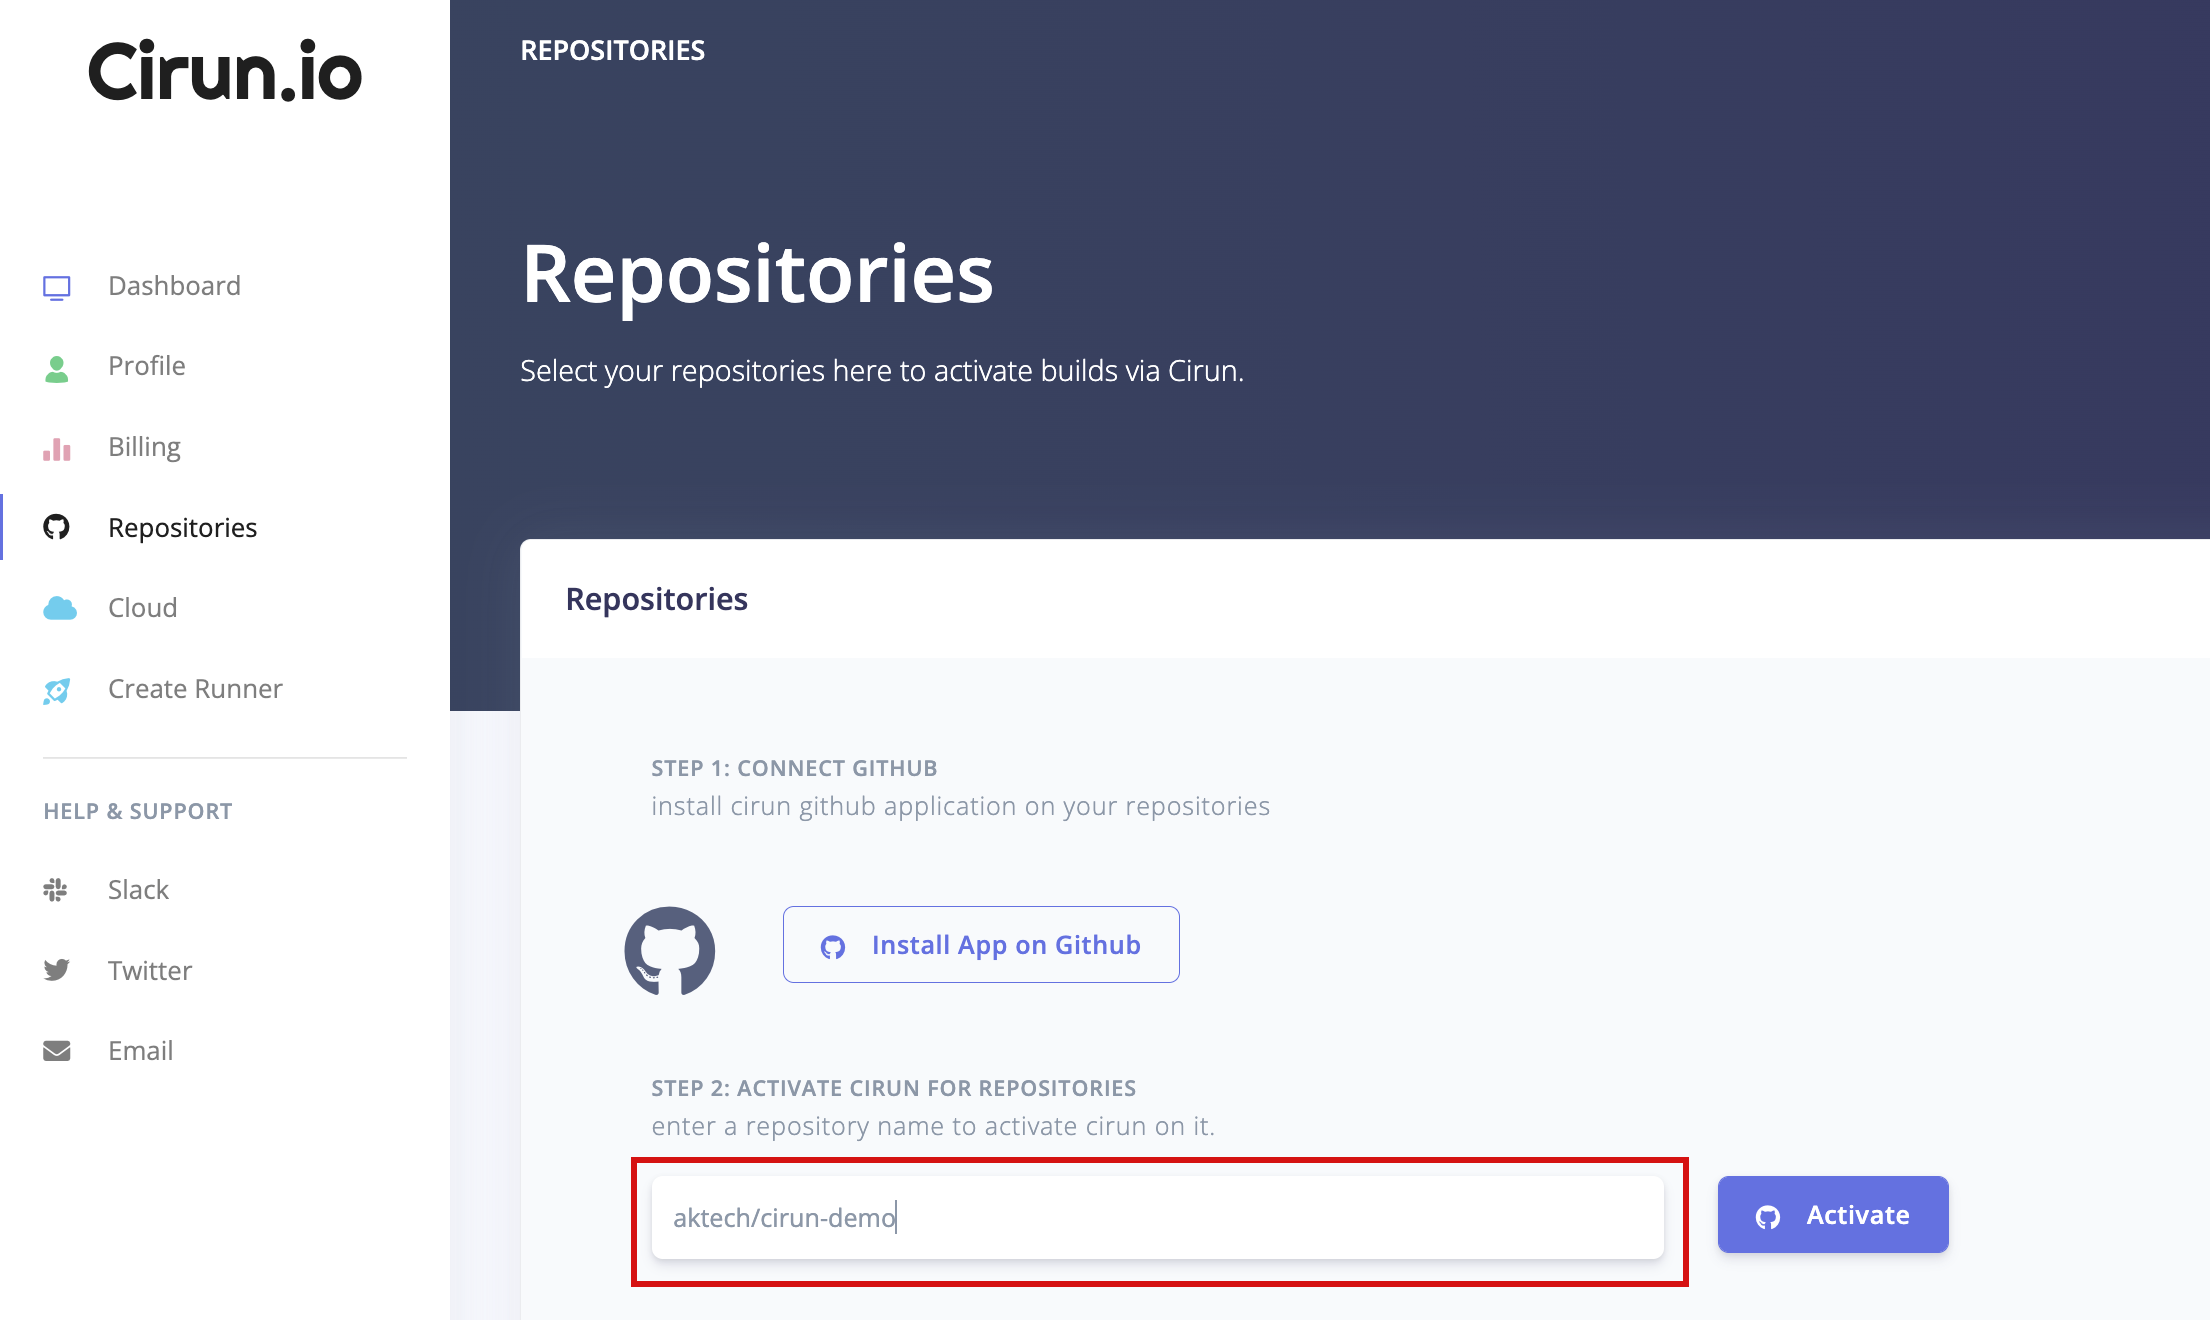 Cirun.io
Dashboard
Profile
Billing
Repositories
Cloud
Create Runner
HELP & SUPPORT
Slack
Twitter
Email
REPOSITORIES
Repositories
Select your repositories here to activate builds via Cirun.
Repositories
STEP 1: CONNECT GITHUB
install cirun github application on your repositories
Install App on Github
STEP 2: ACTIVATE CIRUN FOR REPOSITORIES
enter a repository name to activate cirun on it.
aktech/cirun-demo
Activate